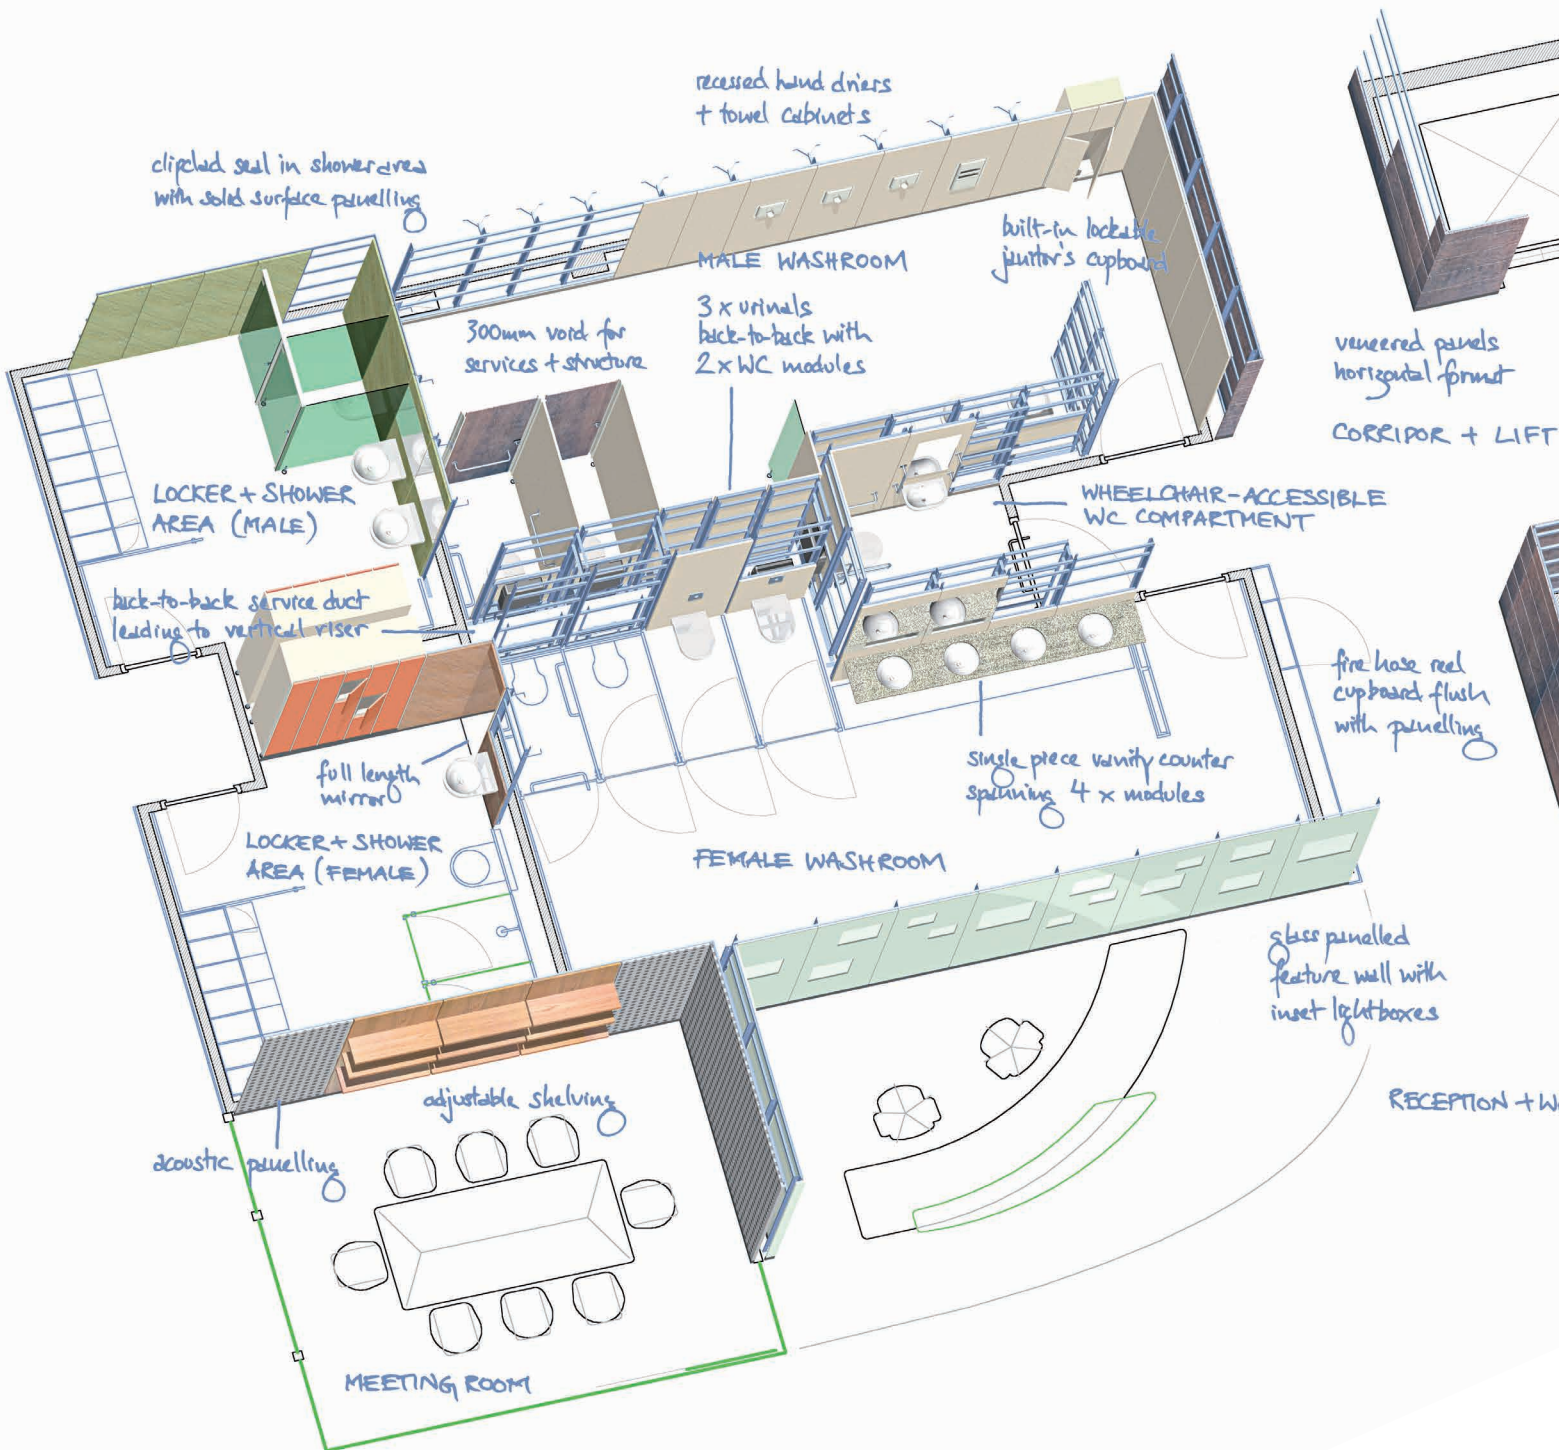 recessed hand driers
+ towel cabinets
clipclad seal in shower area
with solid surface panelling
built-in lockable
janitor's cupboard
MALE WASHROOM
3 x urinals
back-to-back with
2 x WC modules
300mm void for
services + structure
veneered panels
horizontal format
CORRIDOR + LIFT
LOCKER + SHOWER
AREA (MALE)
WHEELCHAIR-ACCESSIBLE
WC COMPARTMENT
back-to-back service duct
leading to vertical riser
fire hose reel
cupboard flush
with panelling
full length
mirror
single piece vanity counter
spanning 4 x modules
LOCKER + SHOWER
AREA (FEMALE)
FEMALE WASHROOM
glass panelled
feature wall with
inset lightboxes
adjustable shelving
RECEPTION +
acoustic panelling
MEETING ROOM